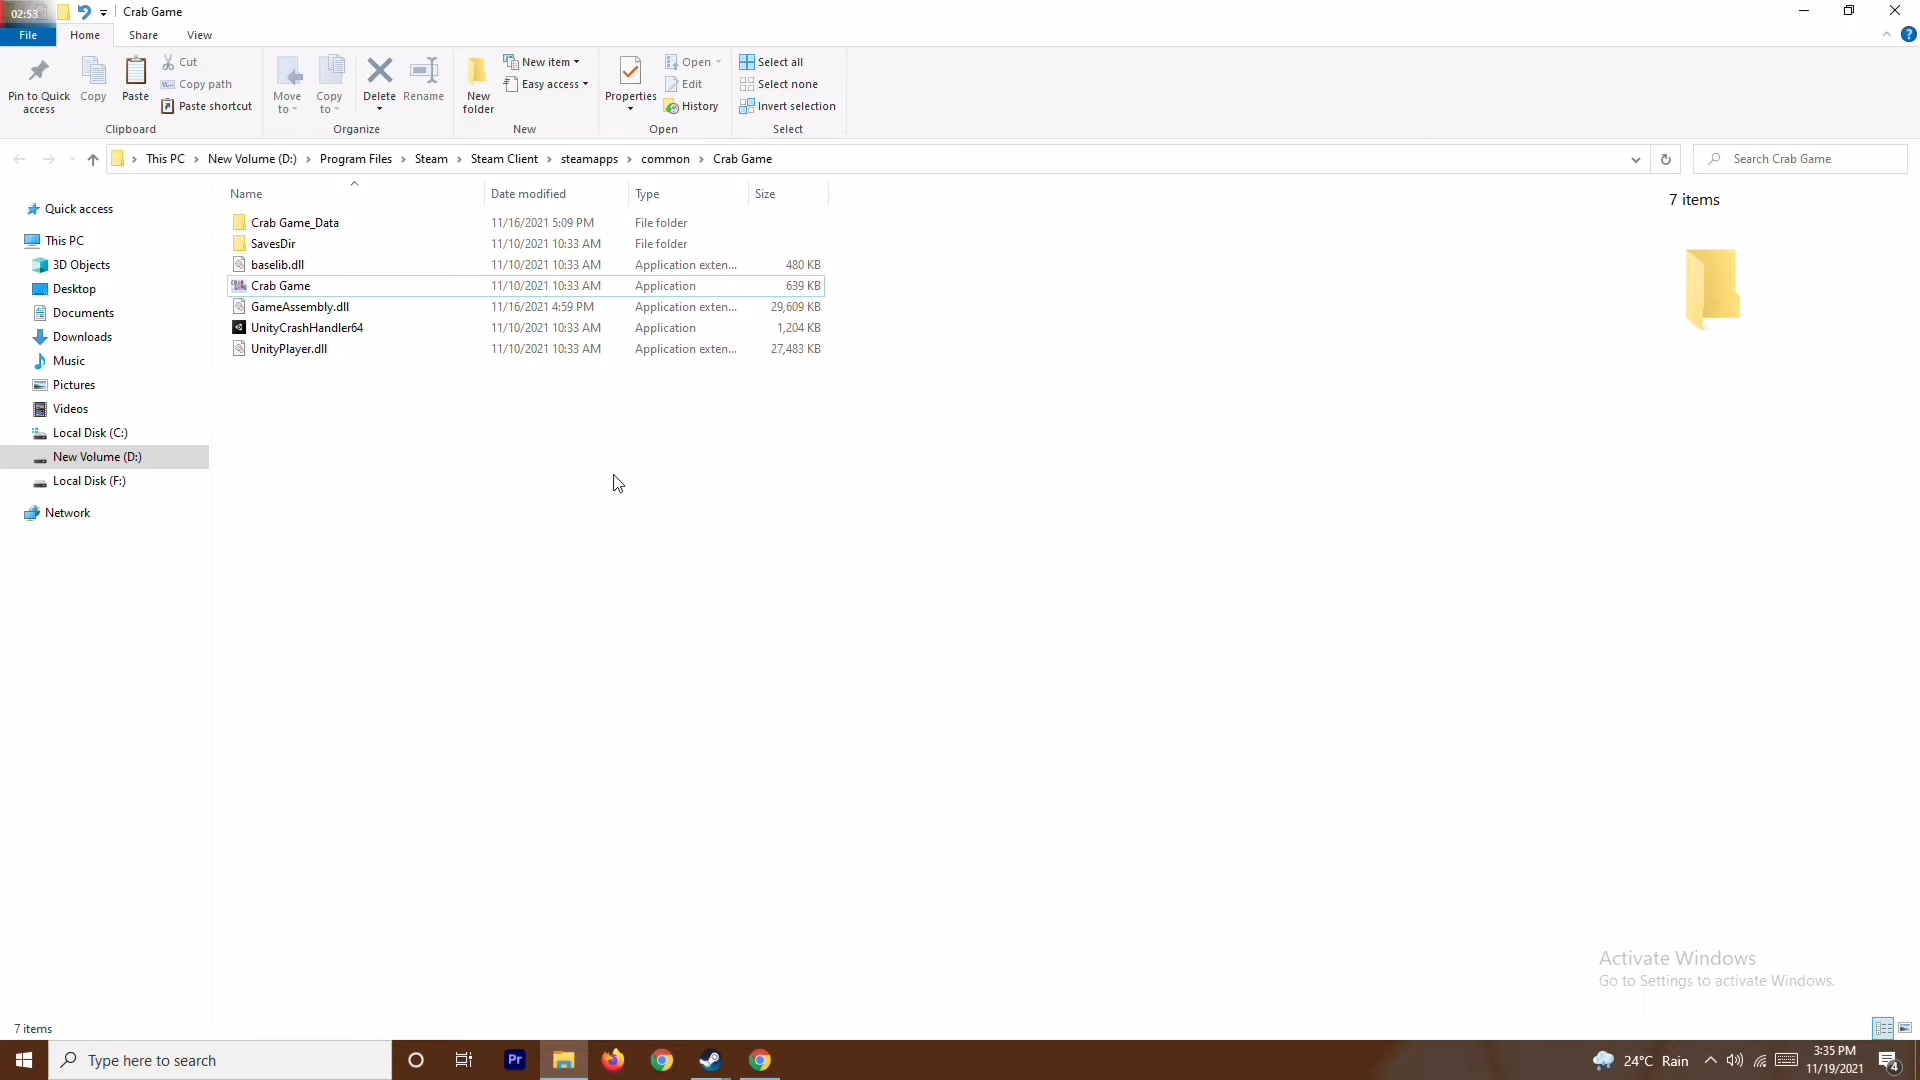 02:53
Crab Game
File Home Share View
Pin to Quick access
Copy
Paste
Cut
Copy path
Paste shortcut
Clipboard
Move to
Copy to
Delete
Rename
Organize
New folder
New item
Easy access
New
Properties
Open
Edit
History
Open
Select all
Select none
Invert selection
Select
This PC > New Volume (D:) > Program Files > Steam > Steam Client > steamapps > common > Crab Game
Search Crab Game
Quick access
This PC
3D Objects
Desktop
Documents
Downloads
Music
Pictures
Videos
Local Disk (C:)
New Volume (D:)
Local Disk (F:)
Network
Name Date modified Type Size
Crab Game_Data 11/16/2021 5:09 PM File folder
SavesDir 11/10/2021 10:33 AM File folder
baselib.dll 11/10/2021 10:33 AM Application exten... 480 KB
Crab Game 11/10/2021 10:33 AM Application 639 KB
GameAssembly.dll 11/16/2021 4:59 PM Application exten... 29,609 KB
UnityCrashHandler64 11/10/2021 10:33 AM Application 1,204 KB
UnityPlayer.dll 11/10/2021 10:33 AM Application exten... 27,483 KB
7 items
Activate Windows
Go to Settings to activate Windows.
7 items
Type here to search
Pr
24°C Rain
3:35 PM
11/19/2021
4